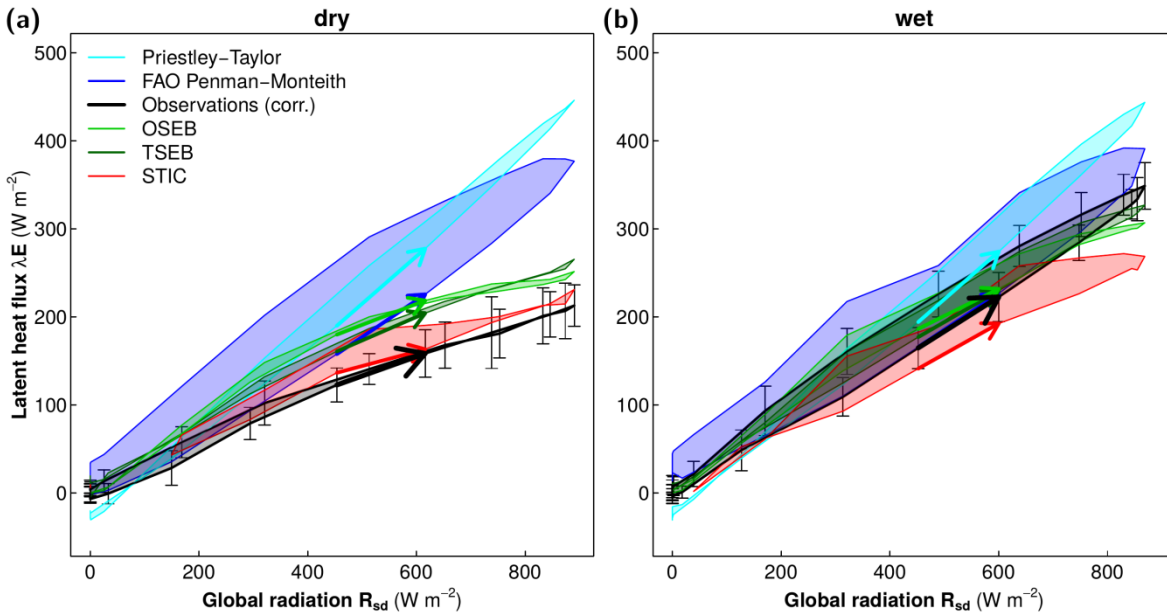 (a) dry
(b) wet
Latent heat flux λE (W m−2)
500
400
300
200
100
0
Priestley−Taylor
FAO Penman−Monteith
Observations (corr.)
OSEB
TSEB
STIC
0 200 400 600 800
Global radiation Rsd (W m−2)
500
400
300
200
100
0
0 200 400 600 800
Global radiation Rsd (W m−2)